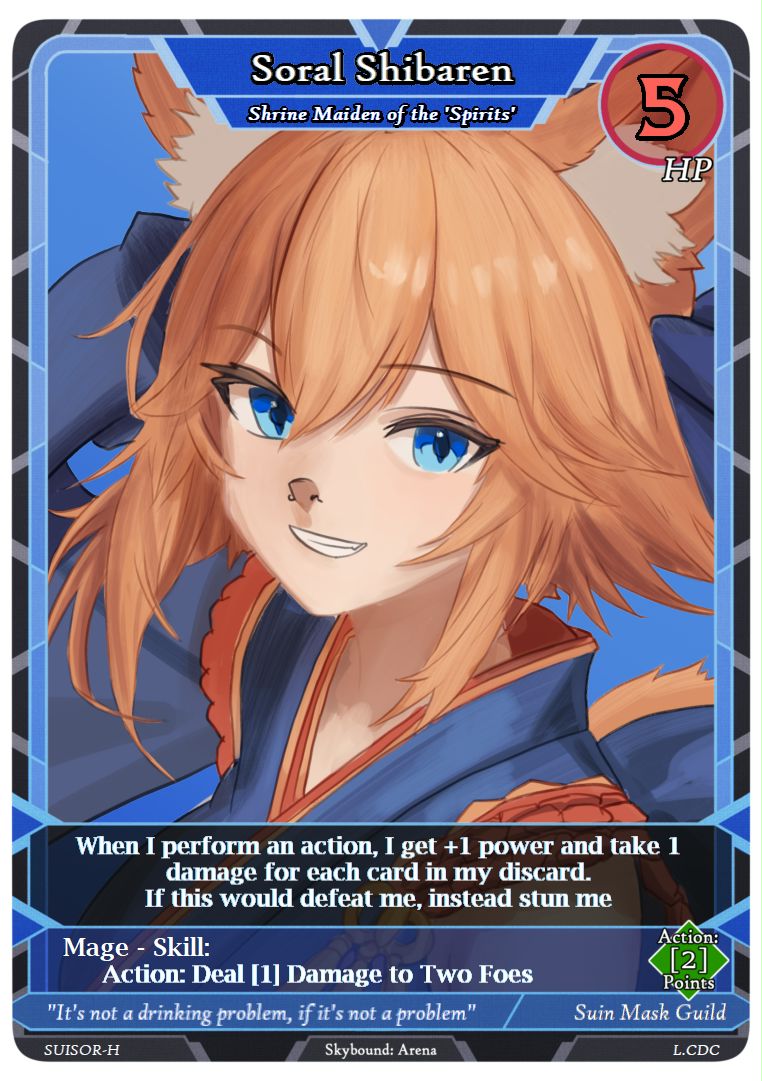 Soral Shibaren
Shrine Maiden of the 'Spirits'
5
HP
When I perform an action, I get +1 power and take 1
damage for each card in my discard.
If this would defeat me, instead stun me
Mage - Skill:
Action: Deal [1] Damage to Two Foes
Action:
[2]
Points
"It's not a drinking problem, if it's not a problem"
Suin Mask Guild
SUISOR-H
Skybound: Arena
L.CDC